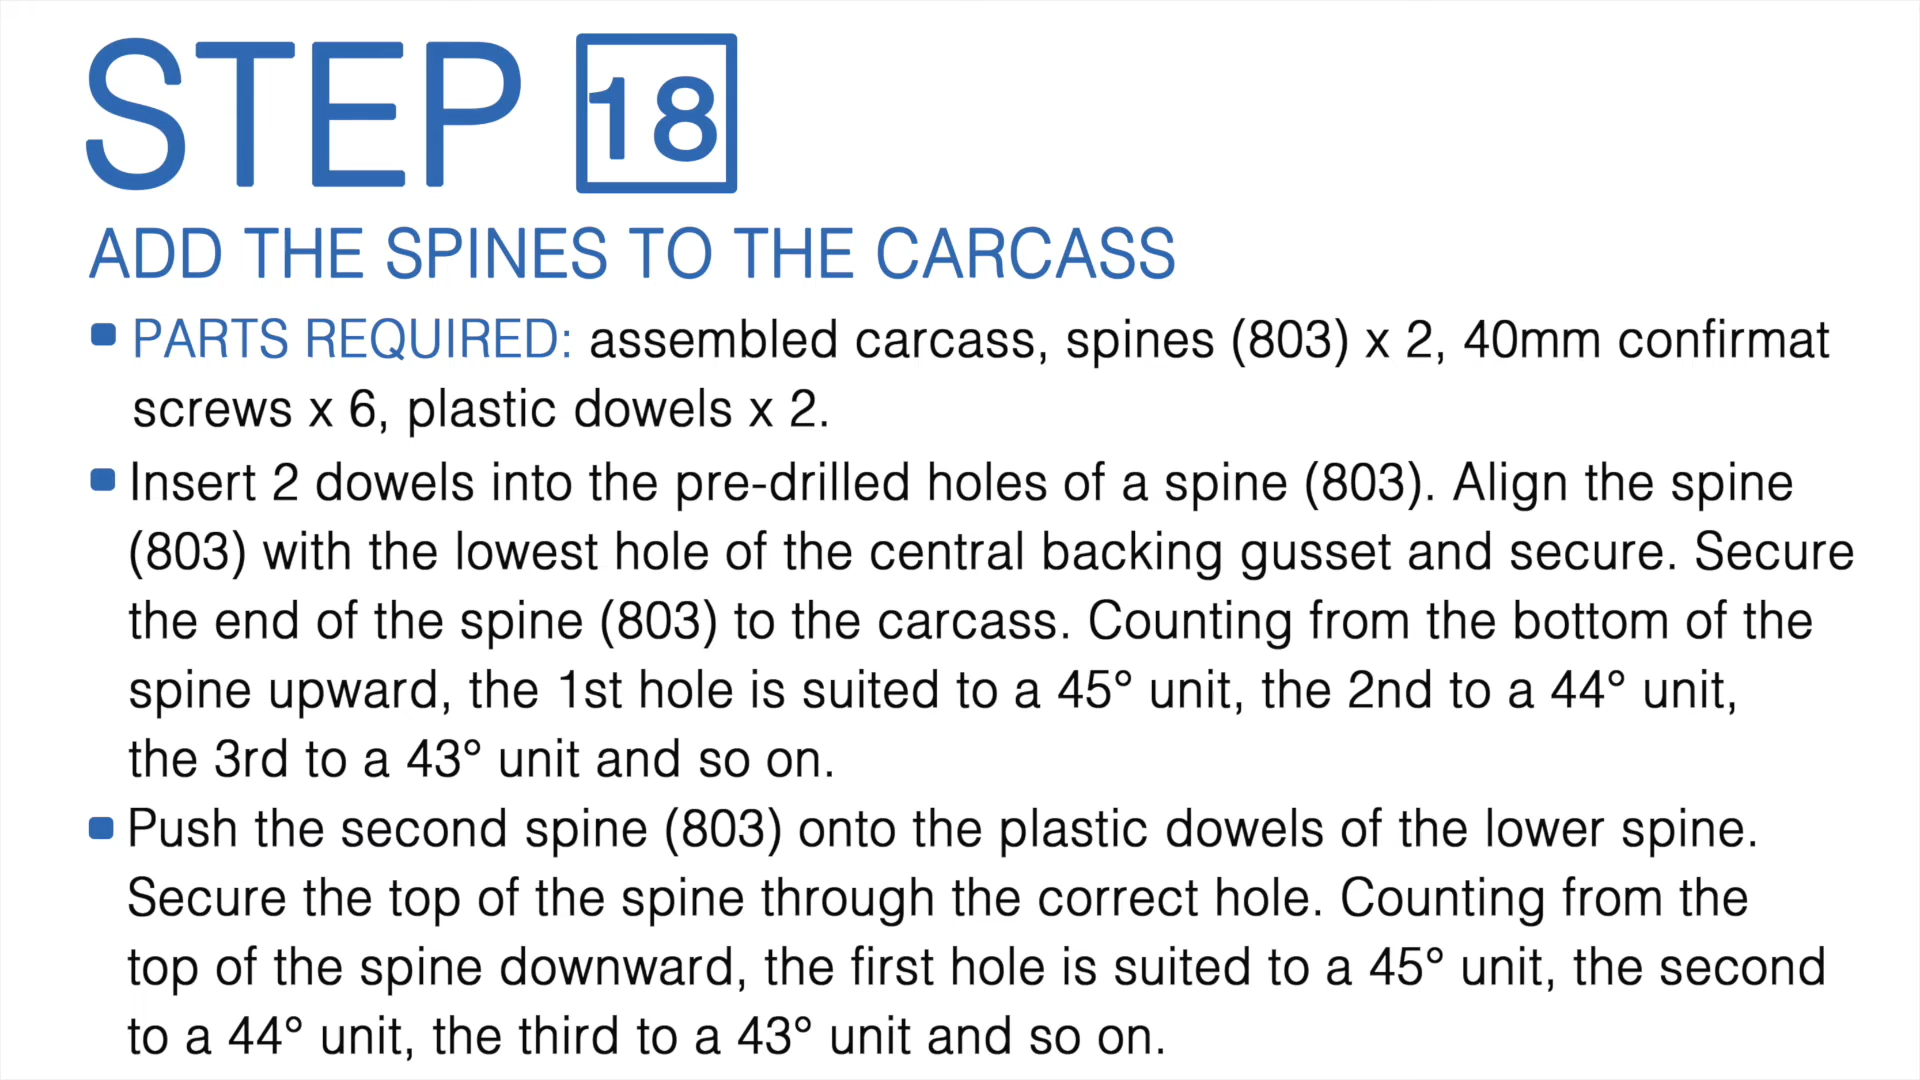 STEP 18
ADD THE SPINES TO THE CARCASS
PARTS REQUIRED: assembled carcass, spines (803) x 2, 40mm confirmat
screws x 6, plastic dowels x 2.
Insert 2 dowels into the pre-drilled holes of a spine (803). Align the spine
(803) with the lowest hole of the central backing gusset and secure. Secure
the end of the spine (803) to the carcass. Counting from the bottom of the
spine upward, the 1st hole is suited to a 45° unit, the 2nd to a 44° unit,
the 3rd to a 43° unit and so on.
Push the second spine (803) onto the plastic dowels of the lower spine.
Secure the top of the spine through the correct hole. Counting from the
top of the spine downward, the first hole is suited to a 45° unit, the second
to a 44° unit, the third to a 43° unit and so on.